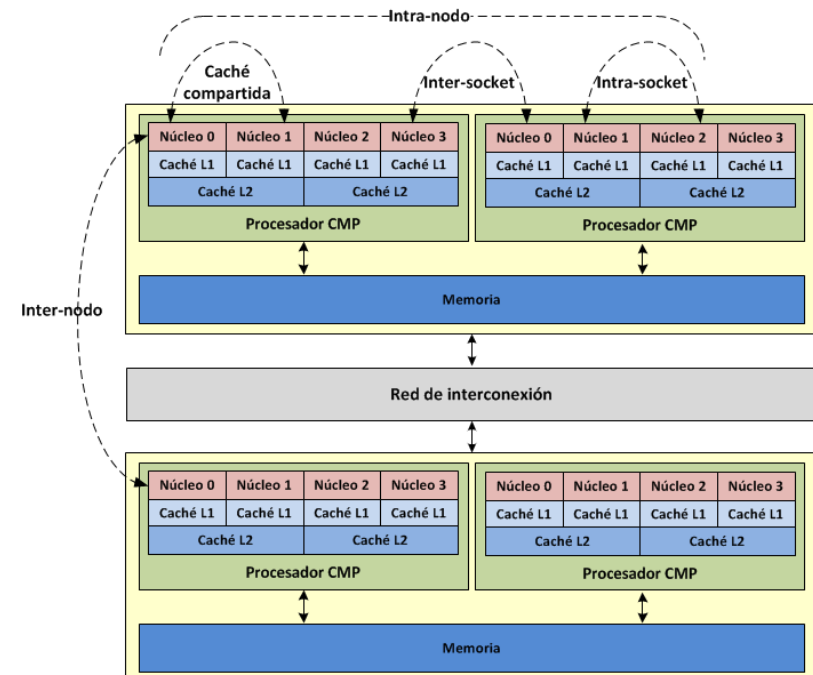 Intra-nodo
Caché
compartida
Inter-socket
Intra-socket
Núcleo 0 Núcleo 1 Núcleo 2 Núcleo 3 Núcleo 0 Núcleo 1 Núcleo 2 Núcleo 3
Caché L1 Caché L1 Caché L1 Caché L1 Caché L1 Caché L1 Caché L1 Caché L1
Caché L2 Caché L2 Caché L2 Caché L2
Procesador CMP Procesador CMP
Memoria
Inter-nodo
Red de interconexión
Núcleo 0 Núcleo 1 Núcleo 2 Núcleo 3 Núcleo 0 Núcleo 1 Núcleo 2 Núcleo 3
Caché L1 Caché L1 Caché L1 Caché L1 Caché L1 Caché L1 Caché L1 Caché L1
Caché L2 Caché L2 Caché L2 Caché L2
Procesador CMP Procesador CMP
Memoria